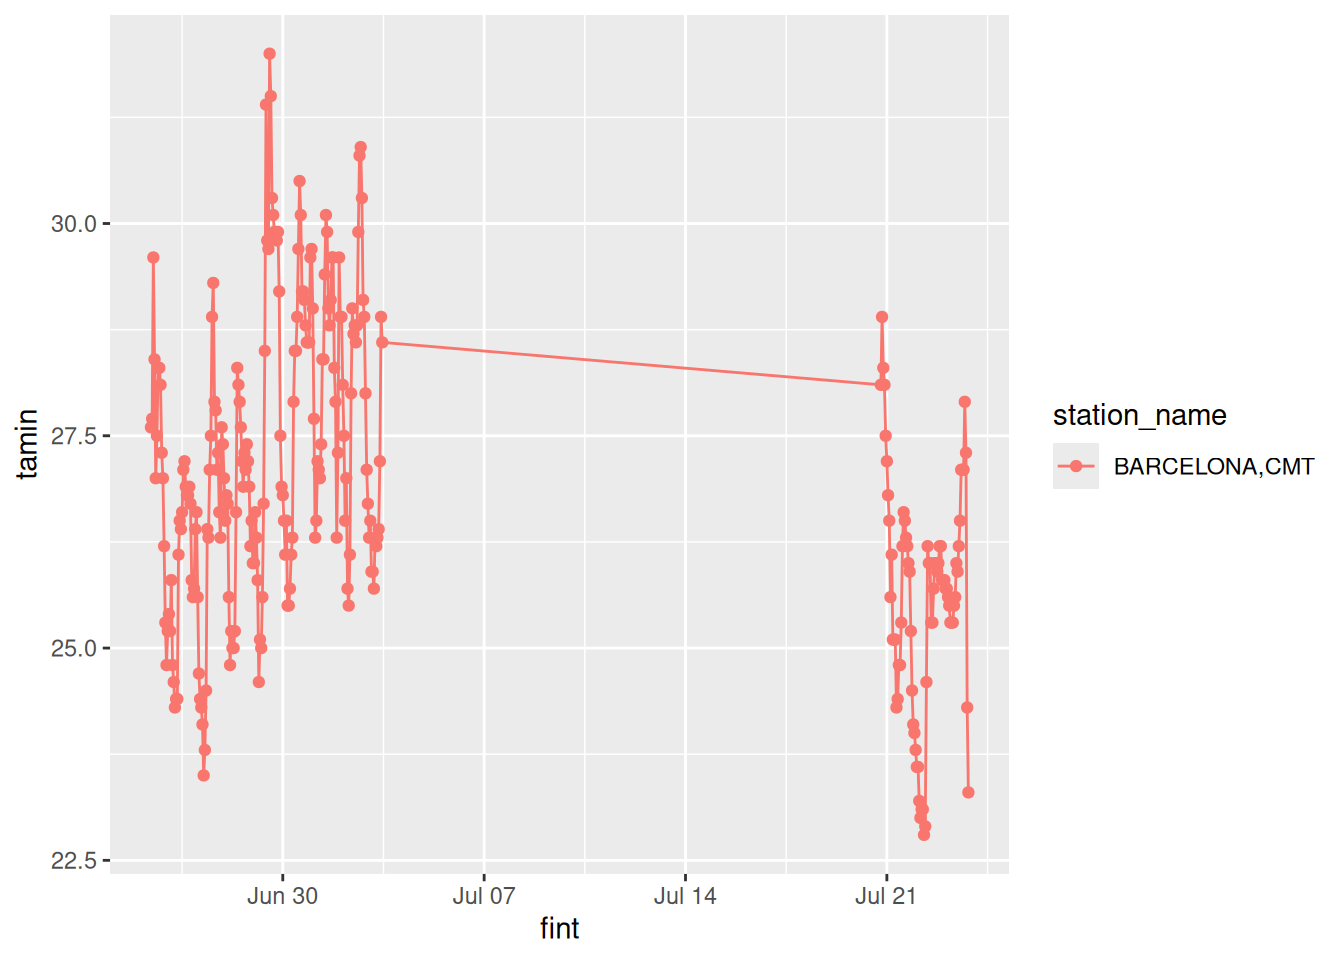 30.0
27.5
25.0
22.5
tamin
Jun 30
Jul 07
Jul 14
Jul 21
fint
station_name
BARCELONA,CMT